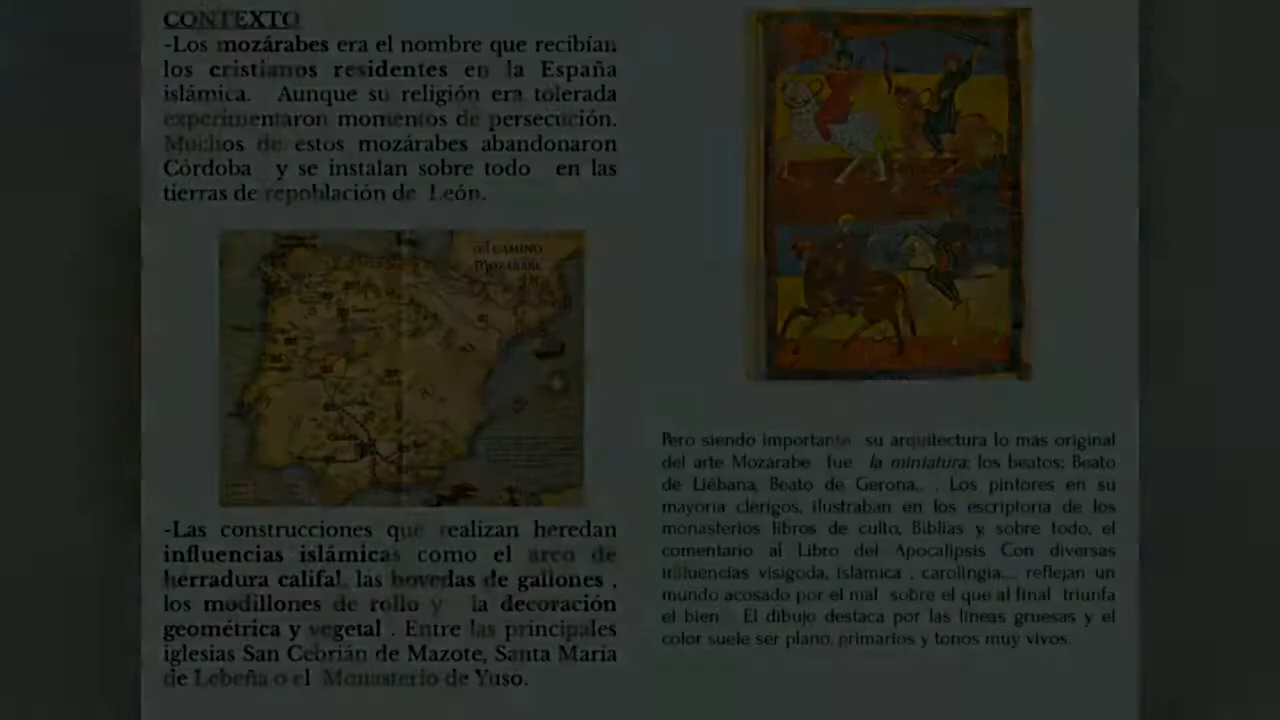 CONTEXTO
-Los mozárabes era el nombre que recibían
los cristianos residentes en la España
islámica. Aunque su religión era tolerada
experimentaron momentos de persecución.
Muchos de estos mozárabes abandonaron
Córdoba y se instalan sobre todo en las
tierras de repoblación de León.
EL CAMINO
MOZÁRABE
-Las construcciones que realizan heredan
influencias islámicas como el arco de
herradura califal, las bovedas de gallones ,
los modillones de rollo y la decoración
geométrica y vegetal . Entre las principales
iglesias San Cebrián de Mazote, Santa María
de Lebeña o el Monasterio de Yuso.
Pero siendo importante su arquitectura lo más original
del arte Mozárabe fue la miniatura; los beatos: Beato
de Liébana, Beato de Gerona... . Los pintores en su
mayoría clérigos, ilustraban en los escriptoria de los
monasterios libros de culto, Biblias y, sobre todo, el
comentario al Libro del Apocalipsis Con diversas
influencias visigoda, islámica , carolingia,... reflejan un
mundo acosado por el mal sobre el que al final triunfa
el bien El dibujo destaca por las líneas gruesas y el
color suele ser plano, primarios y tonos muy vivos.